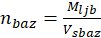 n_baz = M_ljb / V_sbaz